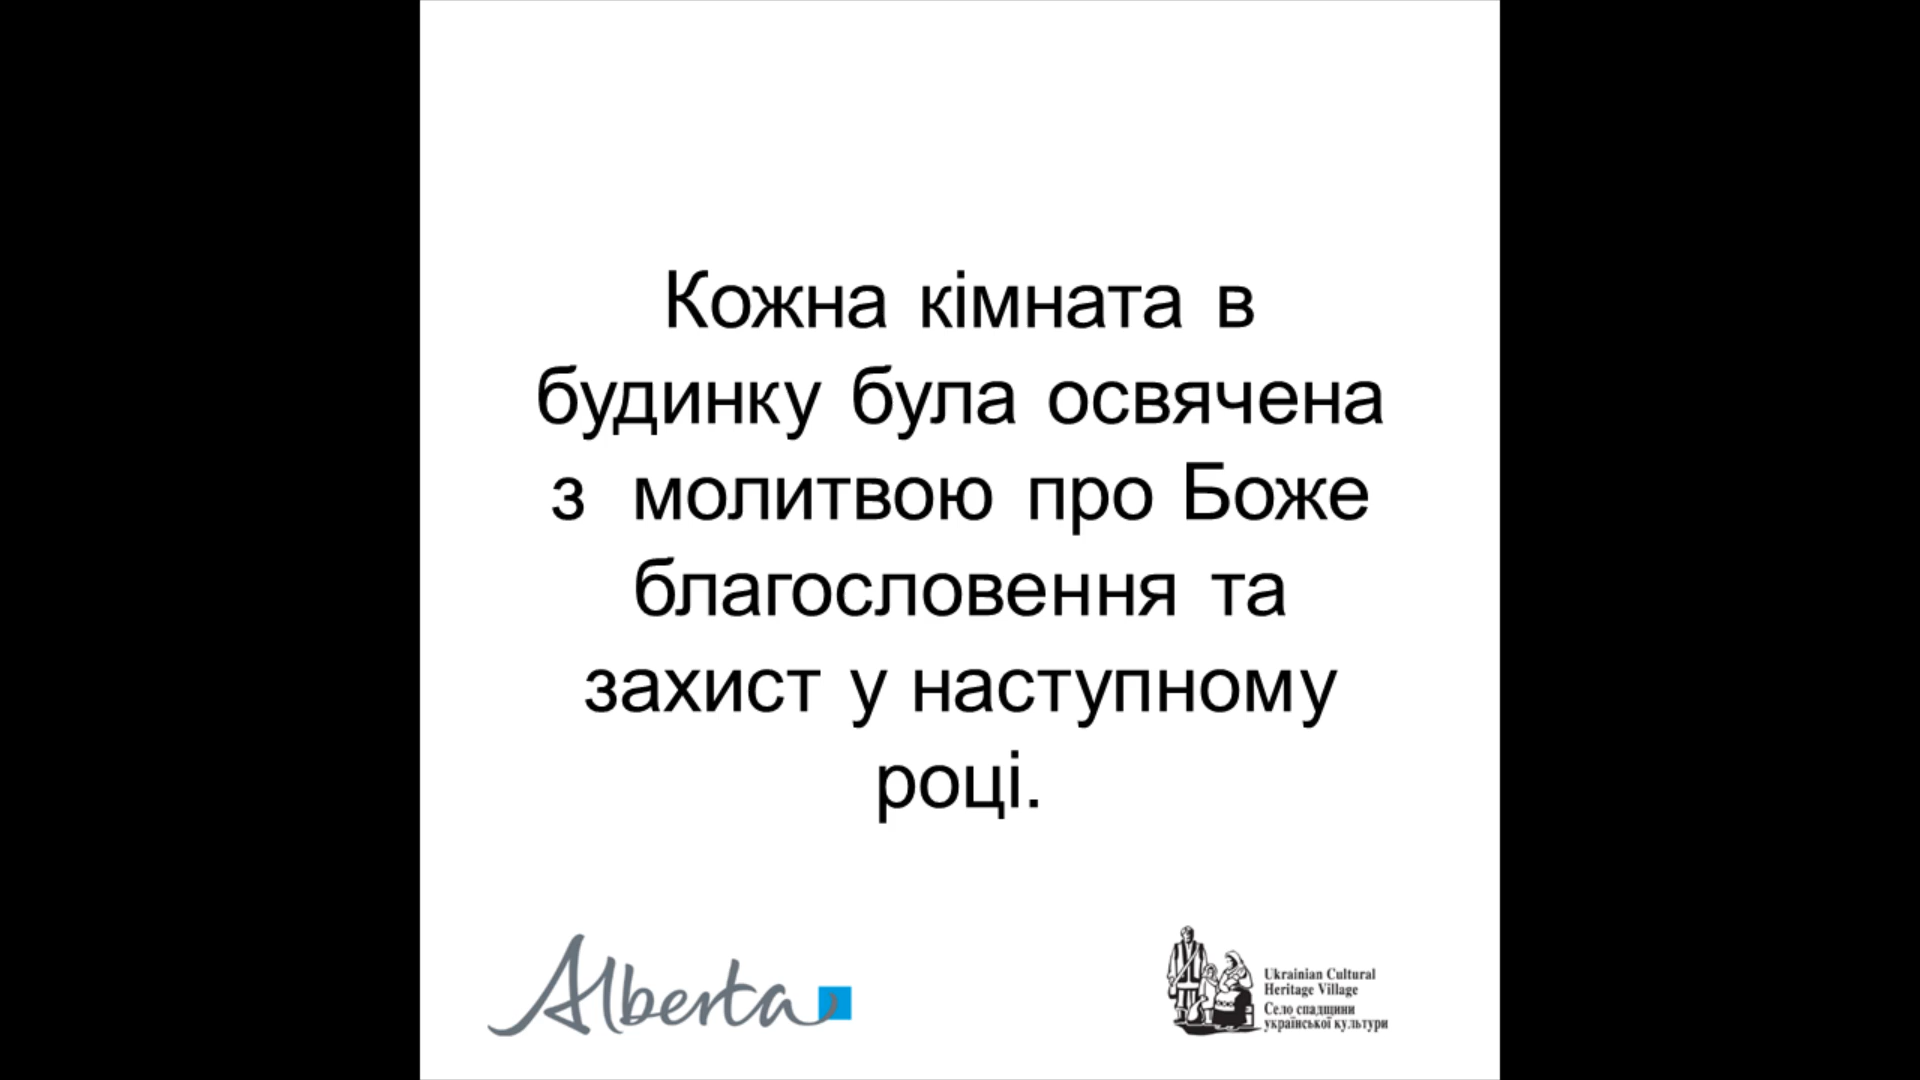 Кожна кімната в
будинку була освячена
з  молитвою про Боже
благословення та
захист у наступному
році.
Alberta
Ukrainian Cultural
Heritage Village
Село спадщини
української культури